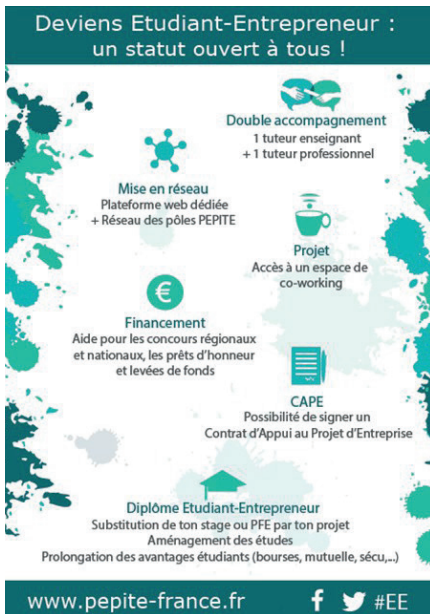 Deviens Etudiant-Entrepreneur :
un statut ouvert à tous !
Double accompagnement
1 tuteur enseignant
+ 1 tuteur professionnel
Mise en réseau
Plateforme web dédiée
+ Réseau des pôles PEPITE
Projet
Accès à un espace de
co-working
€
Financement
Aide pour les concours régionaux
et nationaux, les prêts d'honneur
et levées de fonds
CAPE
Possibilité de signer un
Contrat d'Appui au Projet d'Entreprise
Diplôme Etudiant-Entrepreneur
Substitution de ton stage ou PFE par ton projet
Aménagement des études
Prolongation des avantages étudiants (bourses, mutuelle, sécu,...)
www.pepite-france.fr
#EE